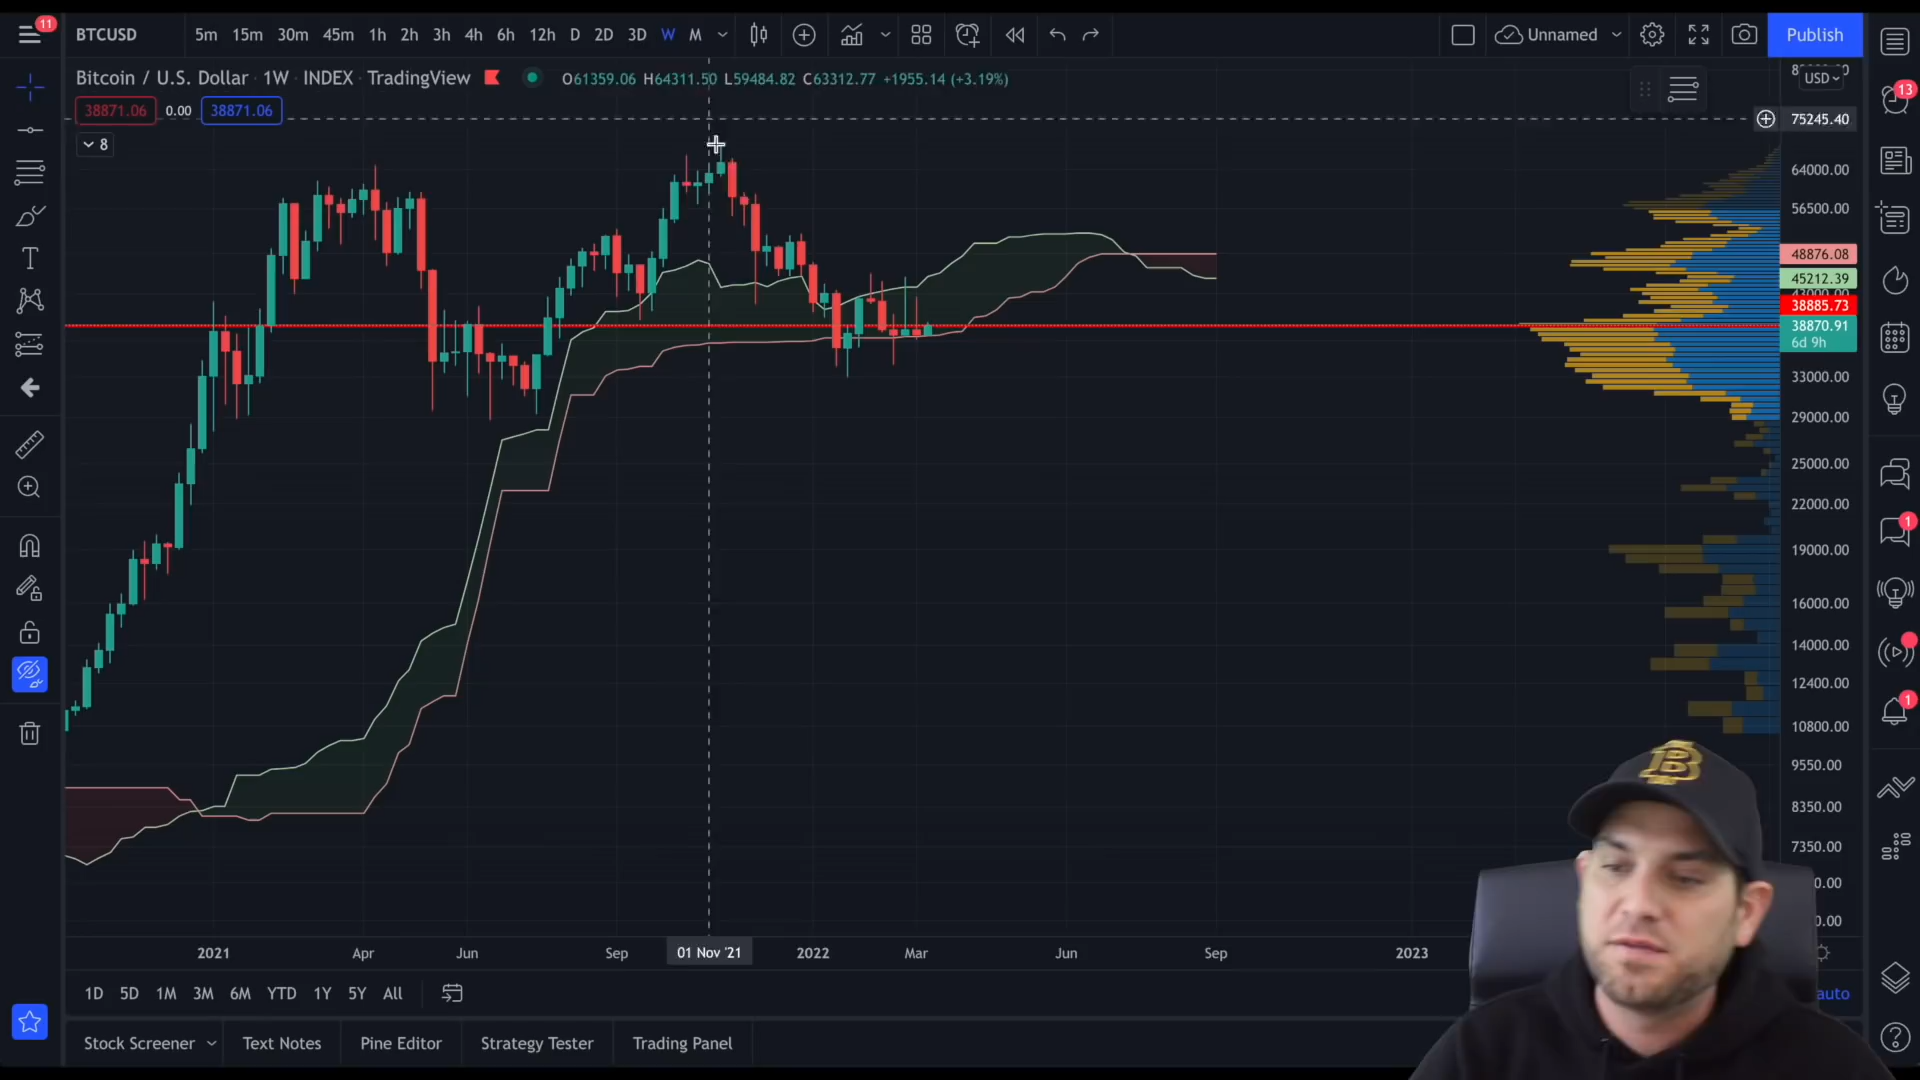 11
BTCUSD
5m 15m 30m 45m 1h 2h 3h 4h 6h 12h D 2D 3D W M
Unnamed
Publish
Bitcoin / U.S. Dollar · 1W · INDEX · TradingView
O61359.06 H64311.50 L59484.82 C63312.77 +1955.14 (+3.19%)
USD
38871.06 0.00 38871.06
13
75245.40
8
64000.00
56500.00
48876.08
45212.39
38885.73
38870.91
6d 9h
33000.00
29000.00
25000.00
22000.00
1
19000.00
16000.00
14000.00
12400.00
1
10800.00
9550.00
8350.00
7350.00
2021 Apr Jun Sep 01 Nov '21 2022 Mar Jun Sep 2023
1D 5D 1M 3M 6M YTD 1Y 5Y All
auto
Stock Screener Text Notes Pine Editor Strategy Tester Trading Panel